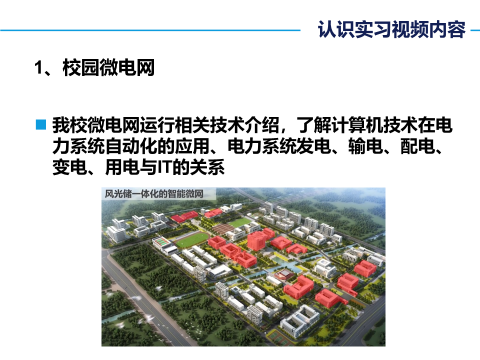 认识实习视频内容
1、校园微电网
我校微电网运行相关技术介绍，了解计算机技术在电
力系统自动化的应用、电力系统发电、输电、配电、
变电、用电与IT的关系
风光储一体化的智能微网